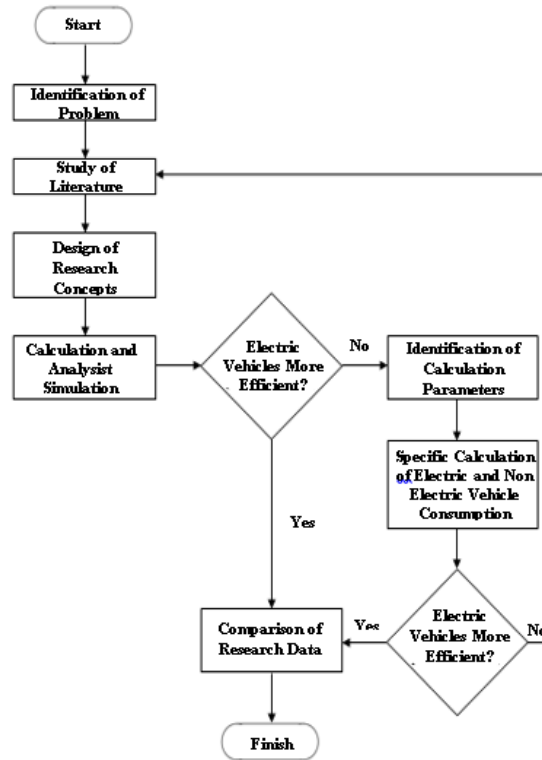 Start
Identification of
Problem
Study of
Literature
Design of
Research
Concepts
Calculation and
Analysist
Simulation
Electric
Vehicles More
Efficient?
No
Identification of
Calculation
Parameters
Specific Calculation
of Electric and Non
Electric Vehicle
Consumption
Yes
Electric
Vehicles More
Efficient?
Yes
No
Comparison of
Research Data
Finish